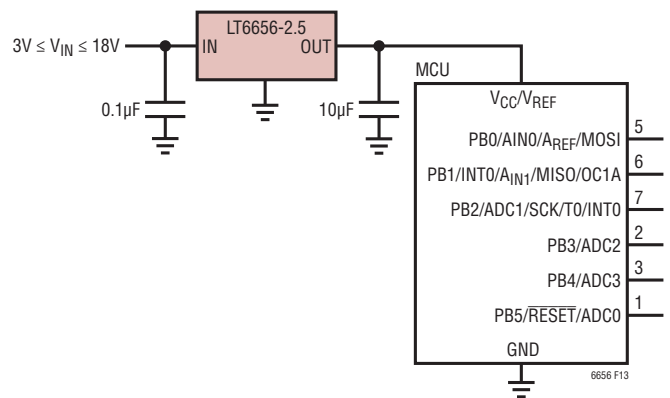 3V ≤ VIN ≤ 18V
IN
LT6656-2.5
OUT
0.1µF
10µF
MCU
VCC/VREF
PB0/AIN0/AREF/MOSI
5
PB1/INT0/AIN1/MISO/OC1A
6
PB2/ADC1/SCK/T0/INT0
7
PB3/ADC2
2
PB4/ADC3
3
PB5/RESET/ADC0
1
GND
6656 F13